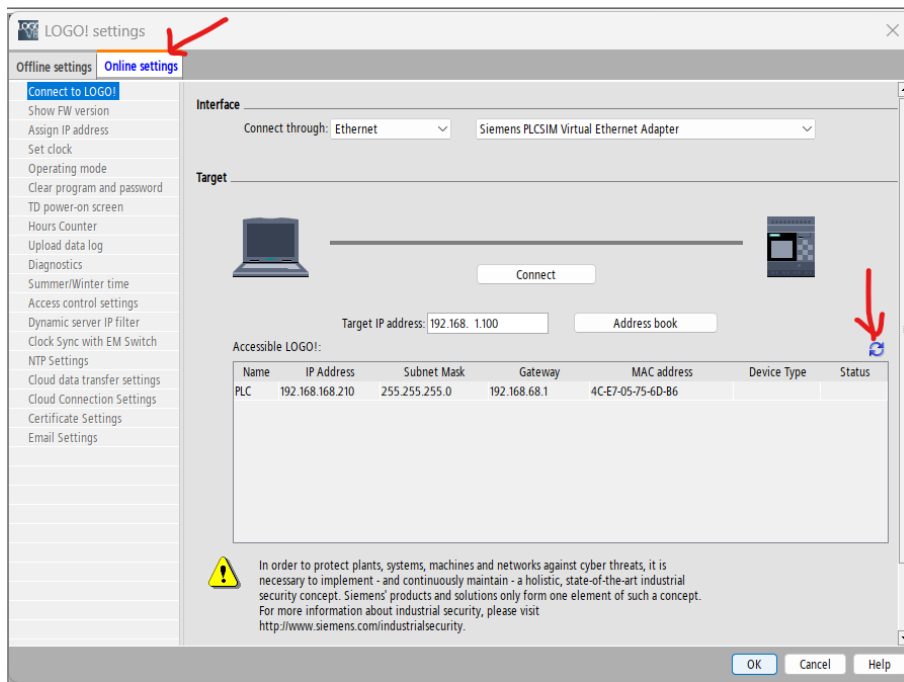 LOGO! settings
Offline settings Online settings
Connect to LOGO!
Show FW version
Assign IP address
Set clock
Operating mode
Clear program and password
TD power-on screen
Hours Counter
Upload data log
Diagnostics
Summer/Winter time
Access control settings
Dynamic server IP filter
Clock Sync with EM Switch
NTP Settings
Cloud data transfer settings
Cloud Connection Settings
Certificate Settings
Email Settings
Interface
Connect through: Ethernet Siemens PLCSIM Virtual Ethernet Adapter
Target
Connect
Target IP address: 192.168. 1.100 Address book
Accessible LOGO!:
Name IP Address Subnet Mask Gateway MAC address Device Type Status
PLC 192.168.168.210 255.255.255.0 192.168.68.1 4C-E7-05-75-6D-B6
In order to protect plants, systems, machines and networks against cyber threats, it is
necessary to implement - and continuously maintain - a holistic, state-of-the-art industrial
security concept. Siemens' products and solutions only form one element of such a concept.
For more information about industrial security, please visit
http://www.siemens.com/industrialsecurity.
OK Cancel Help